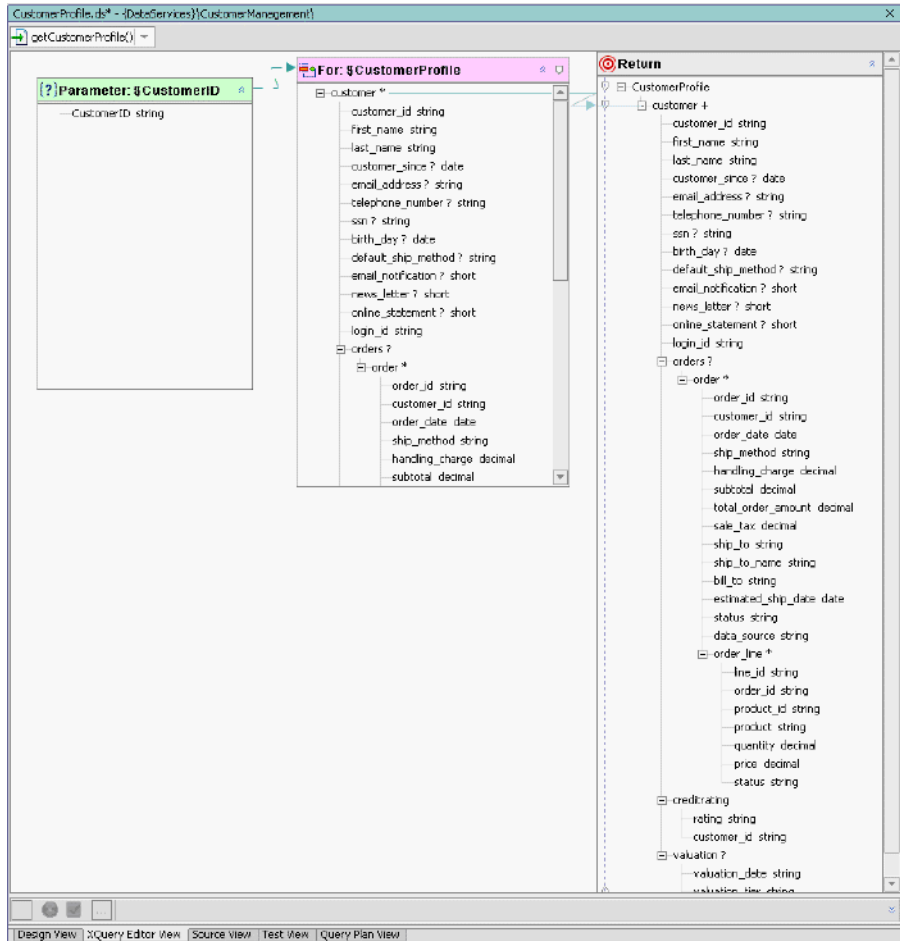 CustomerProfile.ds* - {DataServices}\CustomerManagement\
getCustomerProfile()
{?}Parameter: $CustomerID
CustomerID string
For: $CustomerProfile
customer *
customer_id string
first_name string
last_name string
customer_since ? date
email_address ? string
telephone_number ? string
ssn ? string
birth_day ? date
default_ship_method ? string
email_notification ? short
news_letter ? short
online_statement ? short
login_id string
orders ?
order *
order_id string
customer_id string
order_date date
ship_method string
handling_charge decimal
subtotal decimal
Return
CustomerProfile
customer +
customer_id string
first_name string
last_name string
customer_since ? date
email_address ? string
telephone_number ? string
ssn ? string
birth_day ? date
default_ship_method ? string
email_notification ? short
news_letter ? short
online_statement ? short
login_id string
orders ?
order *
order_id string
customer_id string
order_date date
ship_method string
handling_charge decimal
subtotal decimal
total_order_amount decimal
sale_tax decimal
ship_to string
ship_to_name string
bill_to string
estimated_ship_date date
status string
data_source string
order_line *
line_id string
order_id string
product_id string
product string
quantity decimal
price decimal
status string
creditrating
rating string
customer_id string
valuation ?
valuation_date string
valuation_tier string
Design View
XQuery Editor View
Source View
Test View
Query Plan View